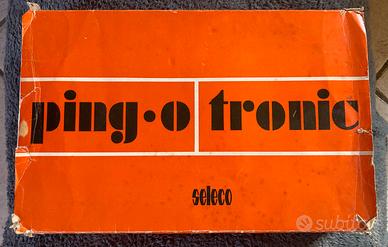 ping·o tronic
seleco
subito